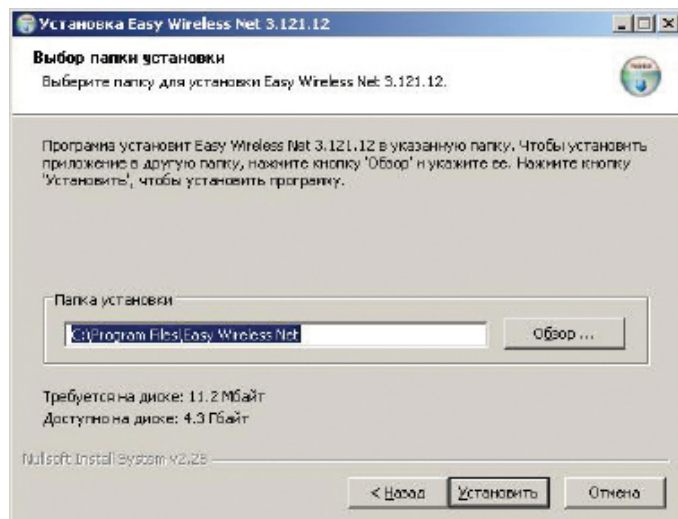 Установка Easy Wireless Net 3.121.12
Выбор папки установки
Выберите папку для установки Easy Wireless Net 3.121.12.
Программа установит Easy Wireless Net 3.121.12 в указанную папку. Чтобы установить
приложение в другую папку, нажмите кнопку 'Обзор' и укажите ее. Нажмите кнопку
'Установить', чтобы установить программу.
Папка установки
C:\Program Files\Easy Wireless Net
Обзор ...
Требуется на диске: 11.2 Мбайт
Доступно на диске: 4.3 Гбайт
Nullsoft Install System v2.28
< Назад
Установить
Отмена